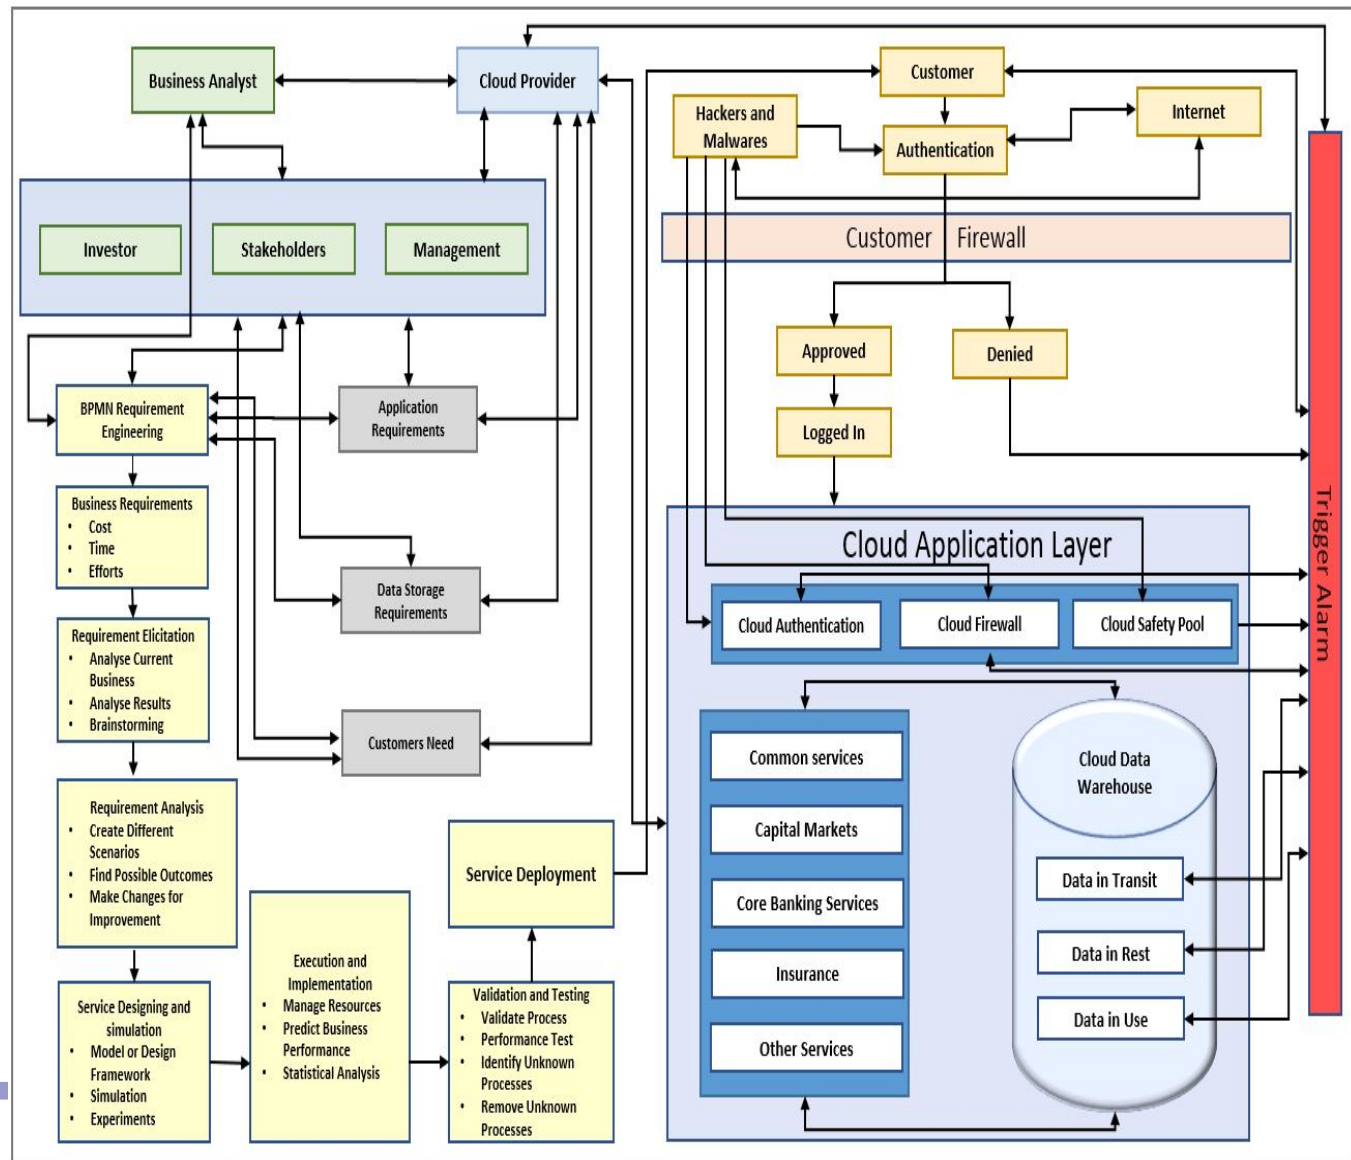 Business Analyst
Cloud Provider
Customer
Hackers and
Malwares
Internet
Authentication
Investor
Stakeholders
Management
Customer Firewall
Approved
Denied
BPMN Requirement
Engineering
Application
Requirements
Logged In
Business Requirements
• Cost
• Time
• Efforts
Trigger Alarm
Cloud Application Layer
Data Storage
Requirements
Cloud Authentication
Cloud Firewall
Cloud Safety Pool
Requirement Elicitation
• Analyse Current
Business
• Analyse Results
• Brainstorming
Customers Need
Common services
Cloud Data
Warehouse
Requirement Analysis
• Create Different
Scenarios
• Find Possible Outcomes
• Make Changes for
Improvement
Capital Markets
Service Deployment
Data in Transit
Core Banking Services
Data in Rest
Insurance
Execution and
Implementation
• Manage Resources
• Predict Business
Performance
• Statistical Analysis
Validation and Testing
• Validate Process
• Performance Test
• Identify Unknown
Processes
• Remove Unknown
Processes
Service Designing and
simulation
• Model or Design
Framework
• Simulation
• Experiments
Data in Use
Other Services